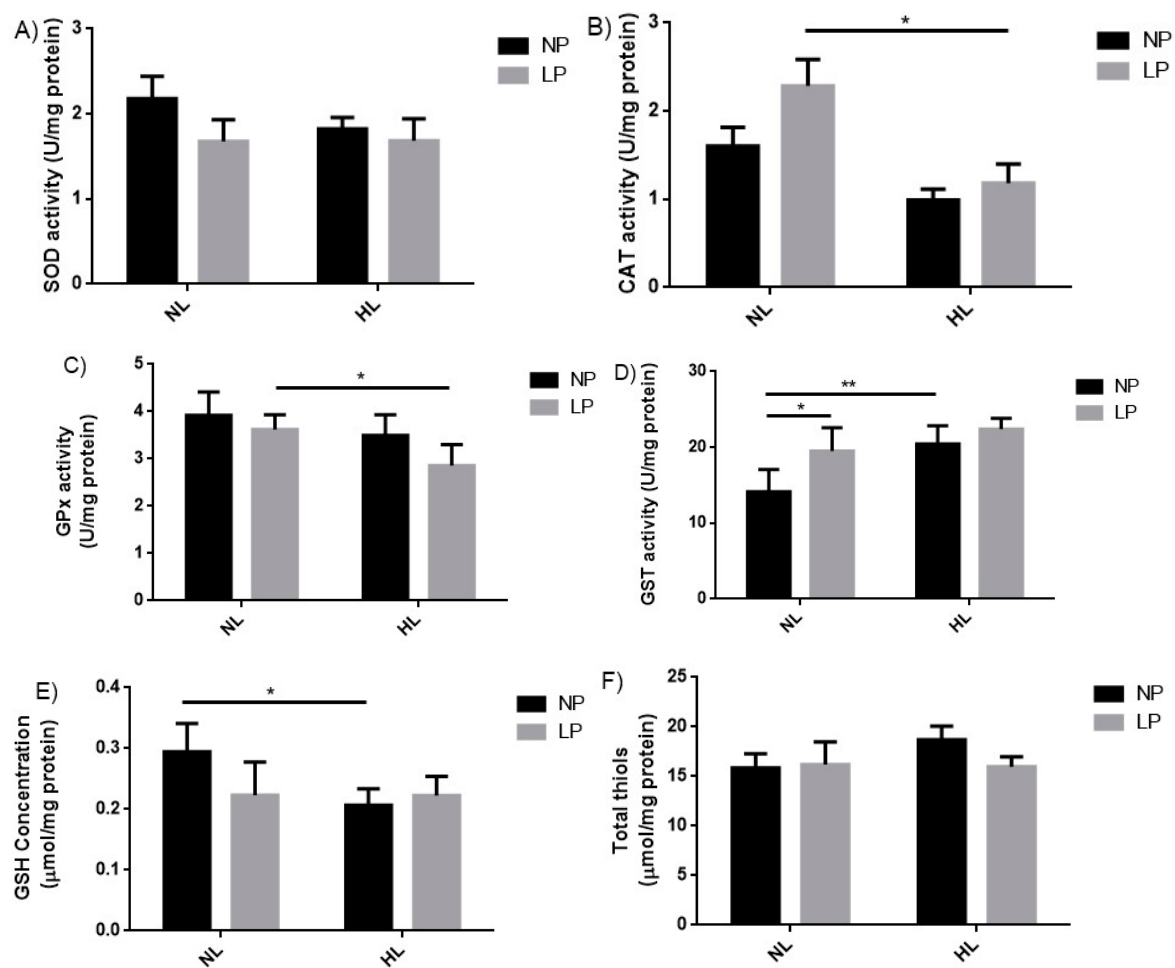 A)
SOD activity (U/mg protein)
3
2
1
0
NL
HL
NP
LP
B)
CAT activity (U/mg protein)
3
2
1
0
*
NL
HL
NP
LP
C)
GPx activity
(U/mg protein)
5
4
3
2
1
0
*
NL
HL
NP
LP
D)
GST activity (U/mg protein)
30
20
10
0
**
*
NL
HL
NP
LP
E)
GSH Concentration
(μmol/mg protein)
0.4
0.3
0.2
0.1
0.0
*
NL
HL
NP
LP
F)
Total thiols
(μmol/mg protein)
25
20
15
10
5
0
NL
HL
NP
LP